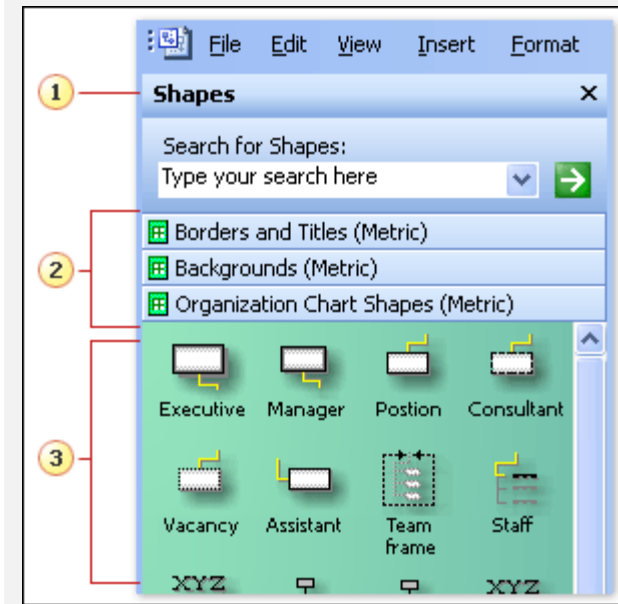 File Edit View Insert Format
1
Shapes
Search for Shapes:
Type your search here
2
Borders and Titles (Metric)
Backgrounds (Metric)
Organization Chart Shapes (Metric)
3
Executive Manager Postion Consultant
Vacancy Assistant Team frame Staff
XYZ XYZ